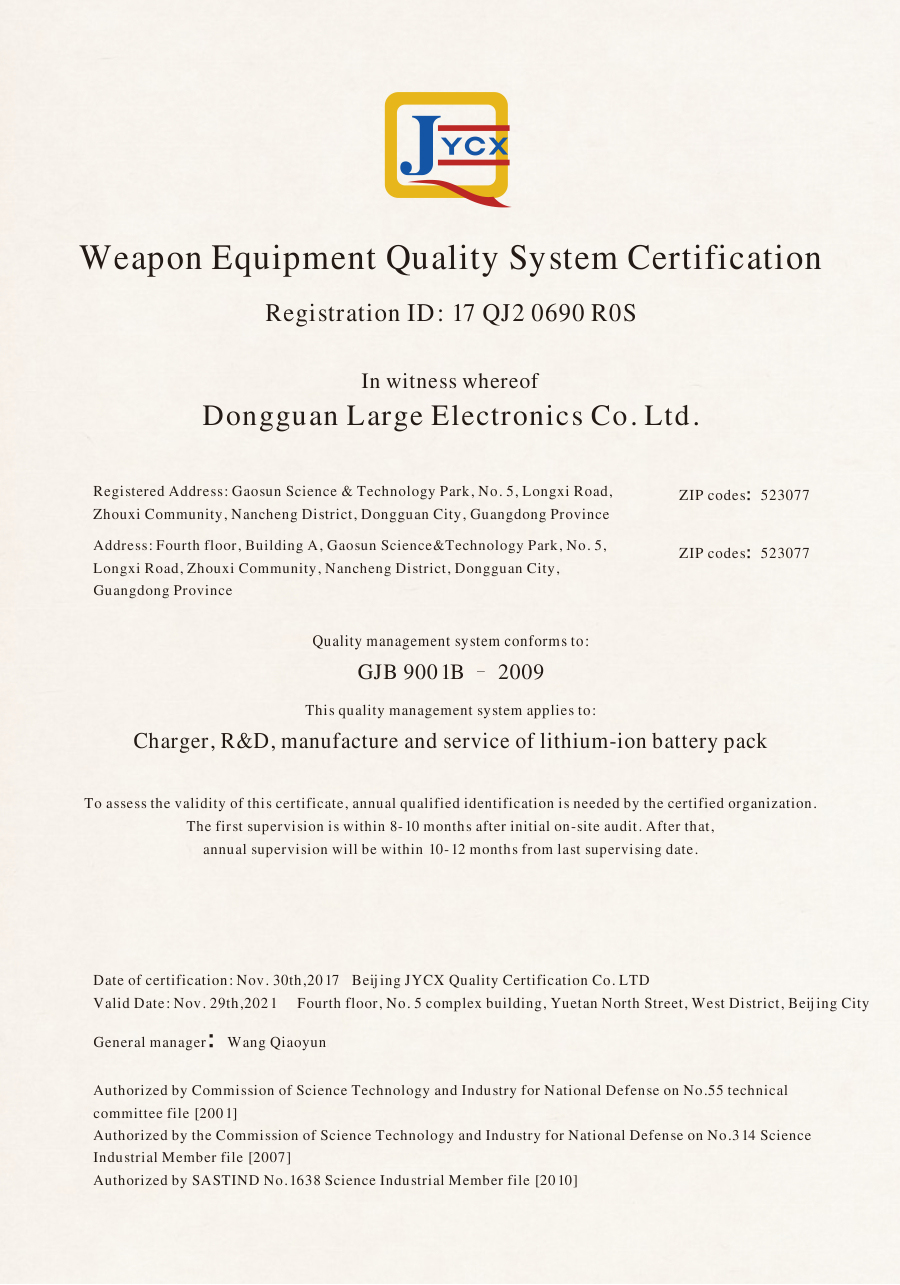 JYCX
Weapon Equipment Quality System Certification
Registration ID: 17 QJ2 0690 R0S
In witness whereof
Dongguan Large Electronics Co. Ltd.
Registered Address: Gaosun Science & Technology Park, No. 5, Longxi Road,
Zhouxi Community, Nancheng District, Dongguan City, Guangdong Province
ZIP codes: 523077
Address: Fourth floor, Building A, Gaosun Science&Technology Park, No. 5,
Longxi Road, Zhouxi Community, Nancheng District, Dongguan City,
Guangdong Province
ZIP codes: 523077
Quality management system conforms to:
GJB 9001B － 2009
This quality management system applies to:
Charger, R&D, manufacture and service of lithium-ion battery pack
To assess the validity of this certificate, annual qualified identification is needed by the certified organization.
The first supervision is within 8-10 months after initial on-site audit. After that,
annual supervision will be within 10-12 months from last supervising date.
Date of certification: Nov. 30th,2017 Beijing JYCX Quality Certification Co. LTD
Valid Date: Nov. 29th,2021 Fourth floor, No. 5 complex building, Yuetan North Street, West District, Beijing City
General manager: Wang Qiaoyun
Authorized by Commission of Science Technology and Industry for National Defense on No.55 technical
committee file [2001]
Authorized by the Commission of Science Technology and Industry for National Defense on No.314 Science
Industrial Member file [2007]
Authorized by SASTIND No.1638 Science Industrial Member file [2010]